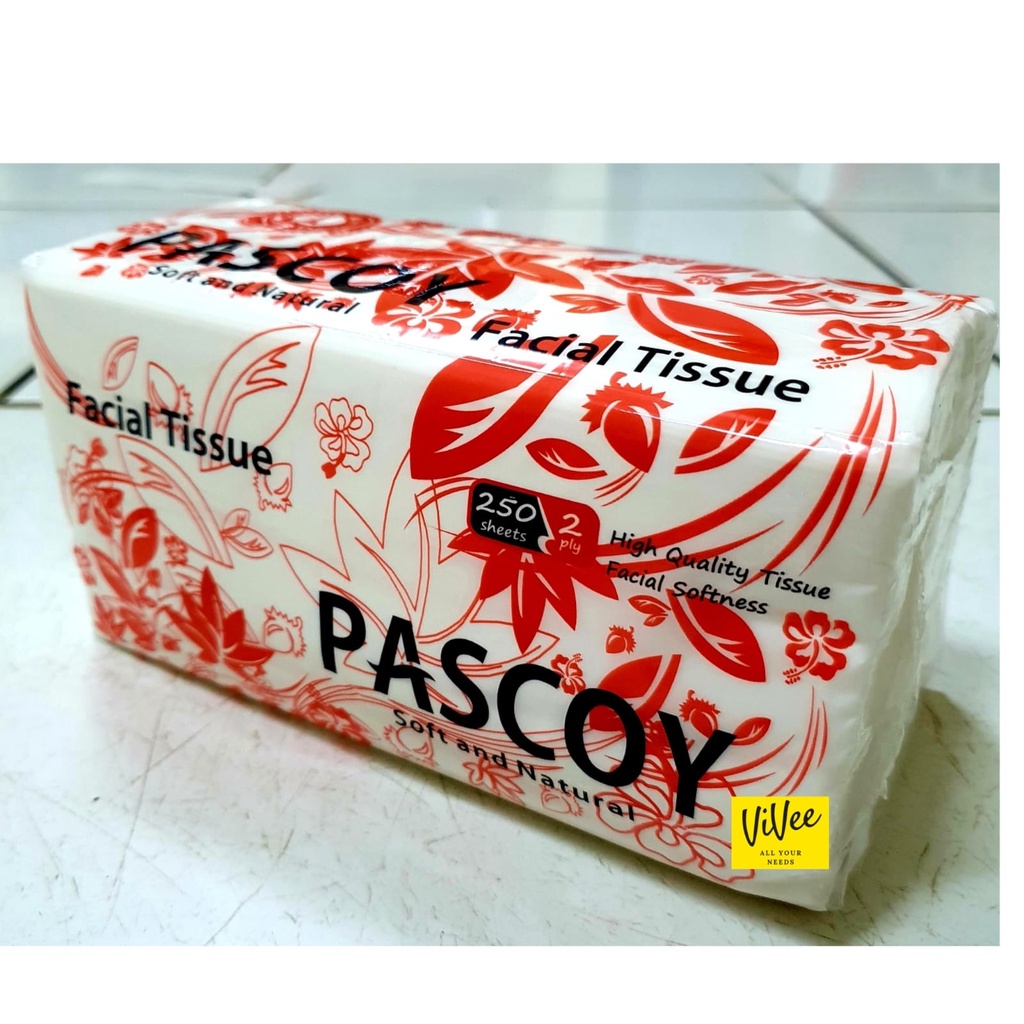 PASCOY
Soft and Natural
Facial Tissue
Facial Tissue
250 2
sheets ply
High Quality Tissue
Facial Softness
PASCOY
Soft and Natural
ViVee
ALL YOUR
NEEDS